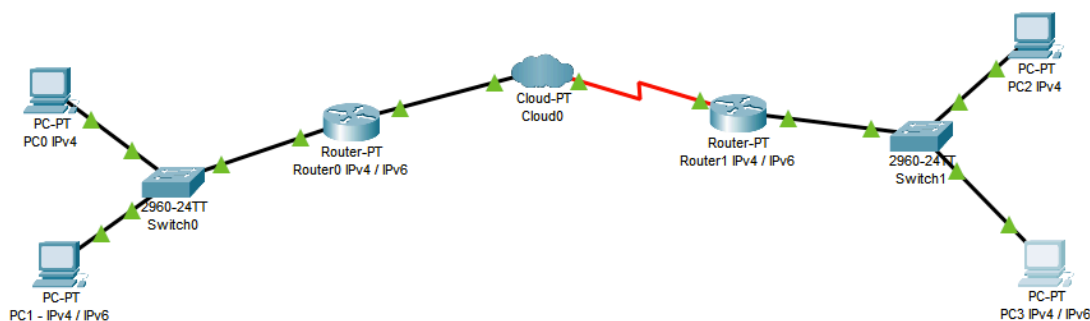 PC-PT
PC0 IPv4
2960-24TT
Switch0
PC-PT
PC1 - IPv4 / IPv6
Router-PT
Router0 IPv4 / IPv6
Cloud-PT
Cloud0
Router-PT
Router1 IPv4 / IPv6
2960-24TT
Switch1
PC-PT
PC2 IPv4
PC-PT
PC3 IPv4 / IPv6